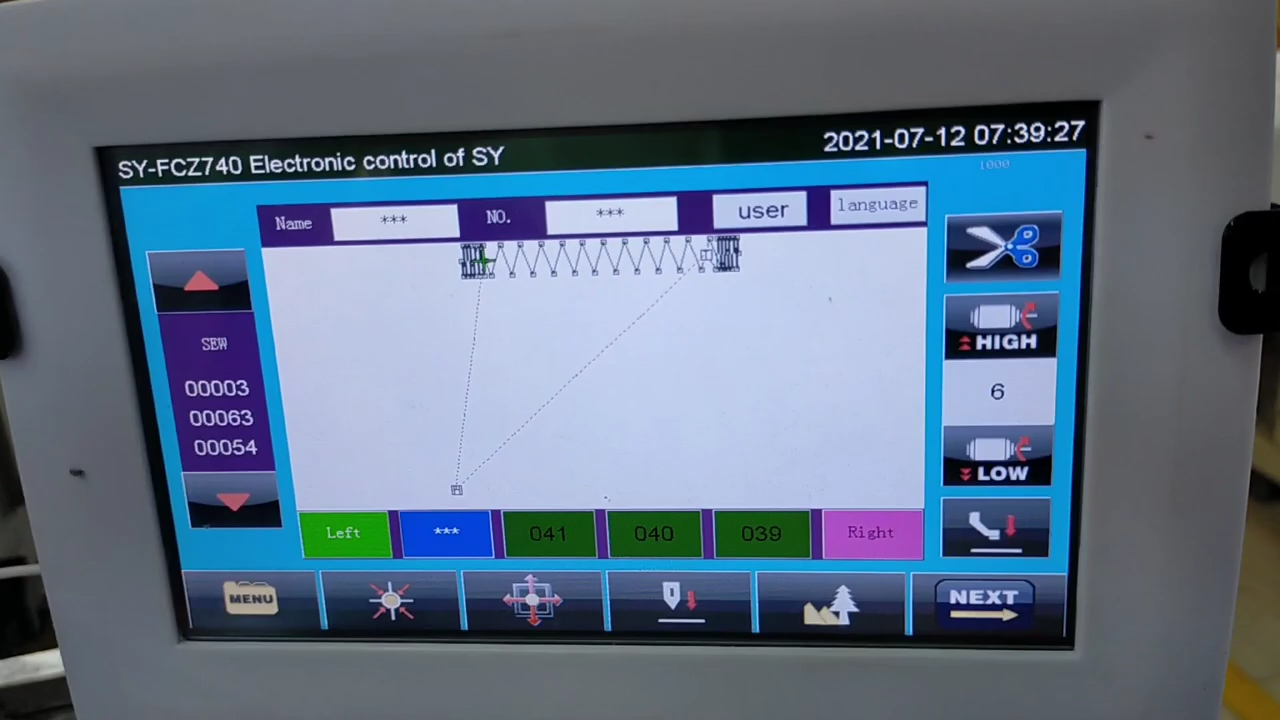 SY-FCZ740 Electronic control of SY
2021-07-12 07:39:27
1000
Name *** NO. *** user language
SEW
00003
00063
00054
HIGH
6
LOW
Left *** 041 040 039 Right
MENU
NEXT